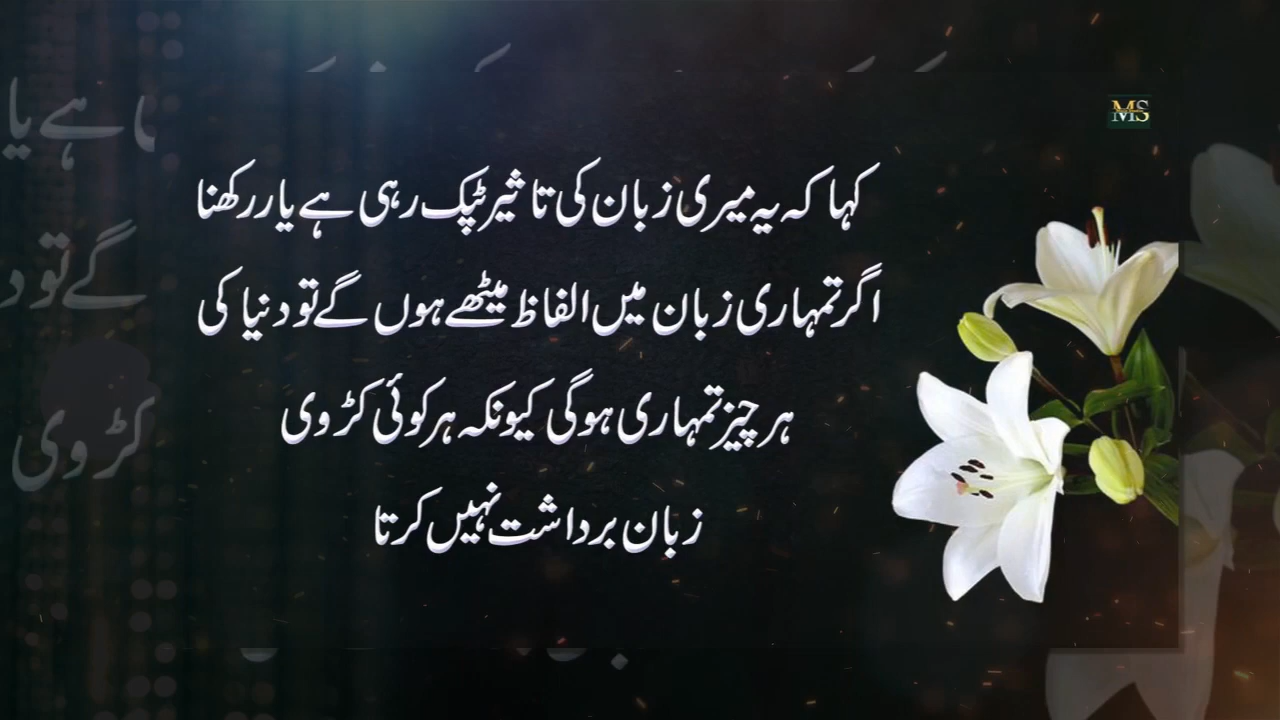 MS
کہا کہ یہ میری زبان کی تاثیر ٹپک رہی ہے یار رکھنا
اگر تمہاری زبان میں الفاظ میٹھے ہوں گے تو دنیا کی
ہر چیز تمہاری ہوگی کیونکہ ہر کوئی کڑوی
زبان برداشت نہیں کرتا